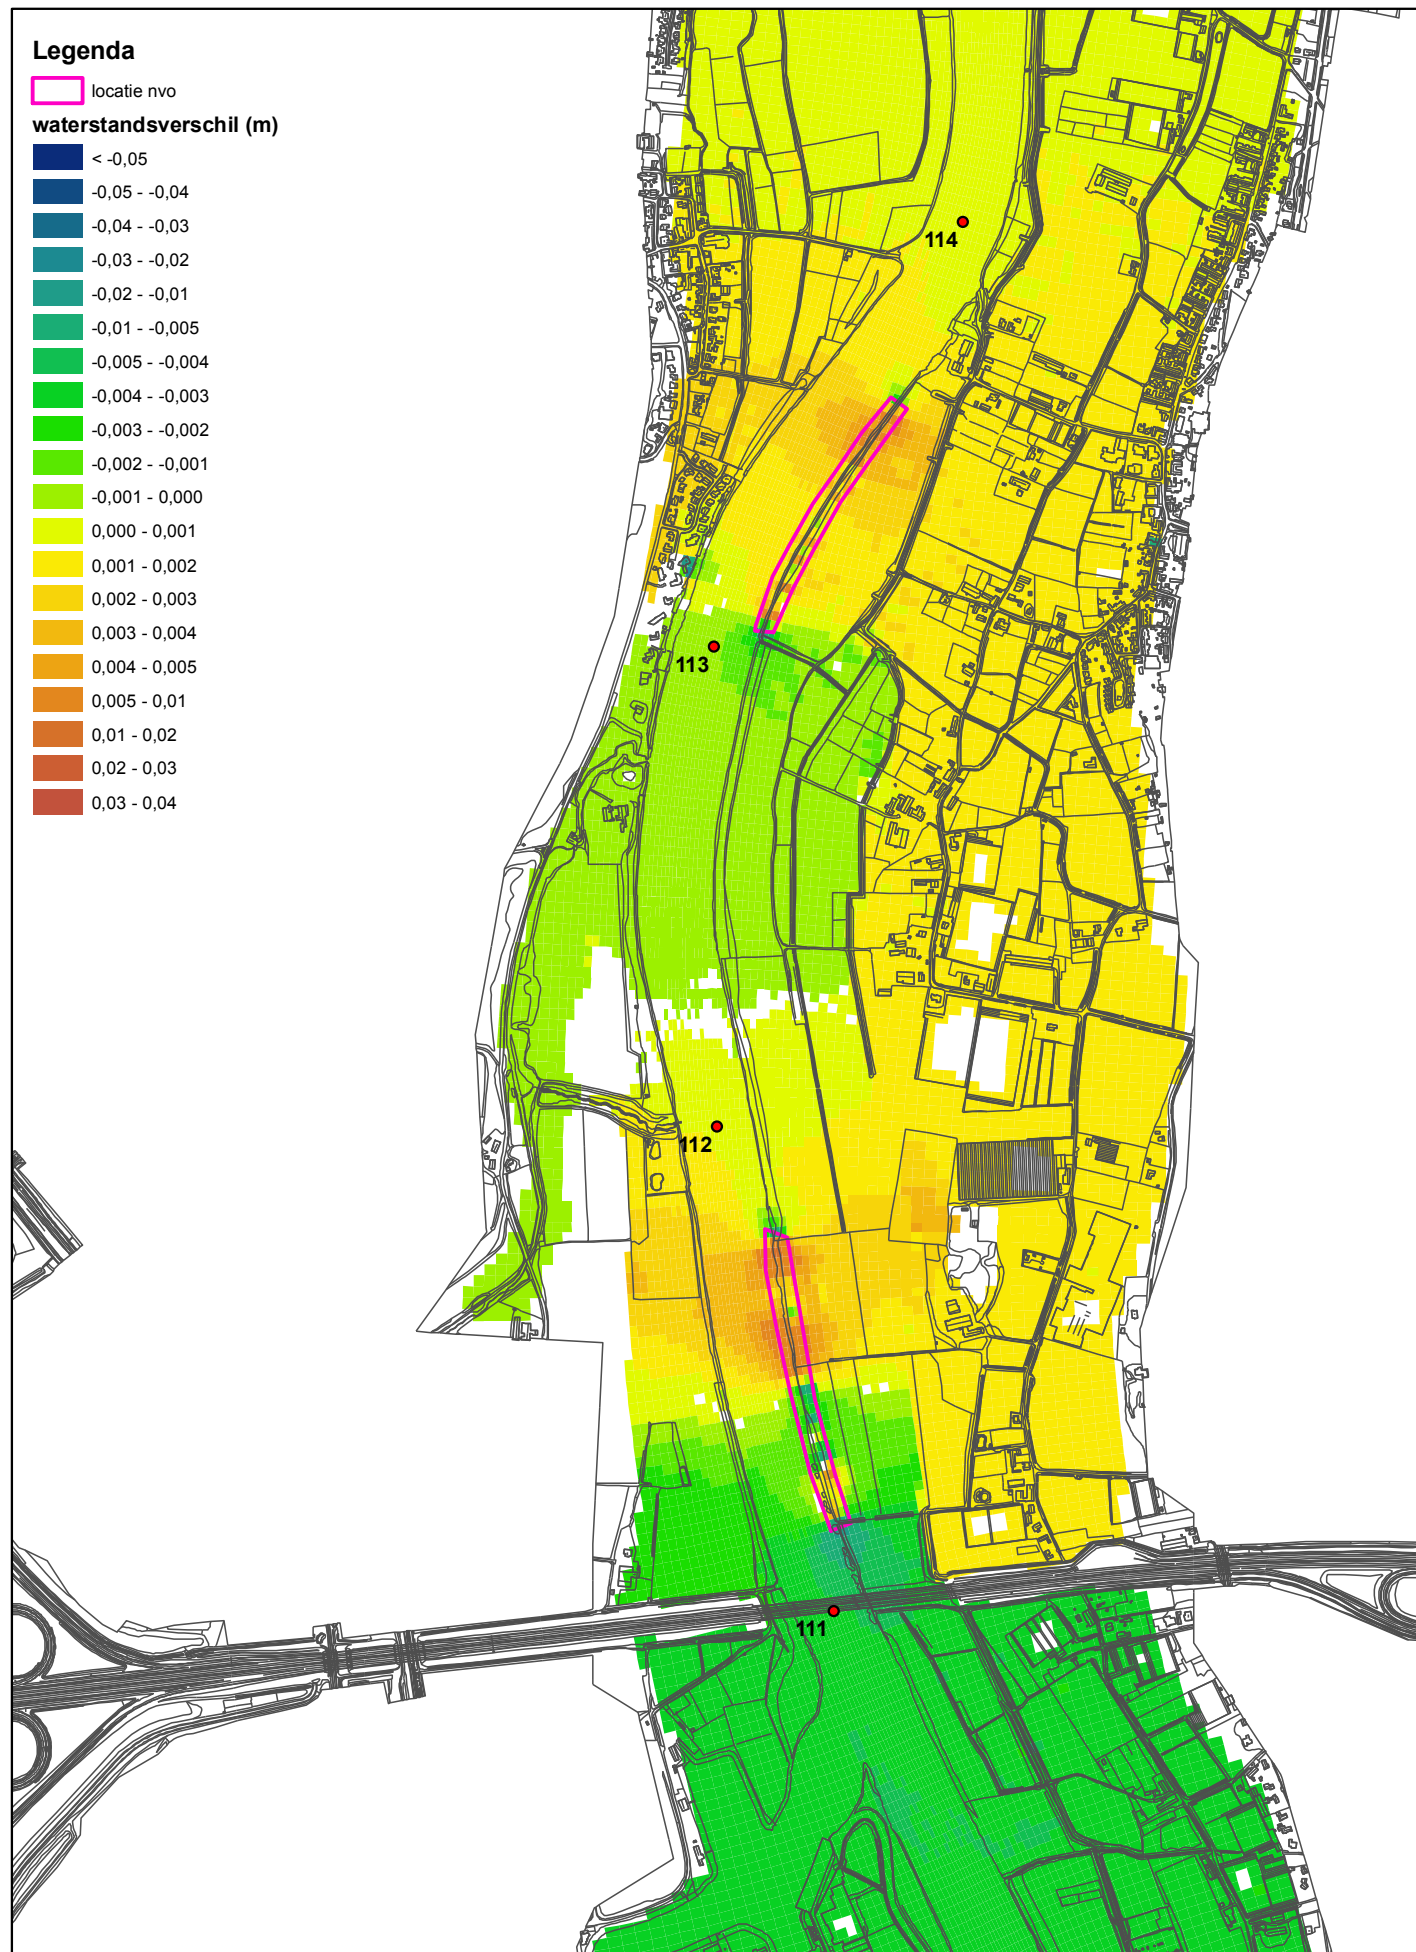 Legenda
locatie nvo
waterstandsverschil (m)
< -0,05
-0,05 - -0,04
-0,04 - -0,03
-0,03 - -0,02
-0,02 - -0,01
-0,01 - -0,005
-0,005 - -0,004
-0,004 - -0,003
-0,003 - -0,002
-0,002 - -0,001
-0,001 - 0,000
0,000 - 0,001
0,001 - 0,002
0,002 - 0,003
0,003 - 0,004
0,004 - 0,005
0,005 - 0,01
0,01 - 0,02
0,02 - 0,03
0,03 - 0,04
114
113
112
111